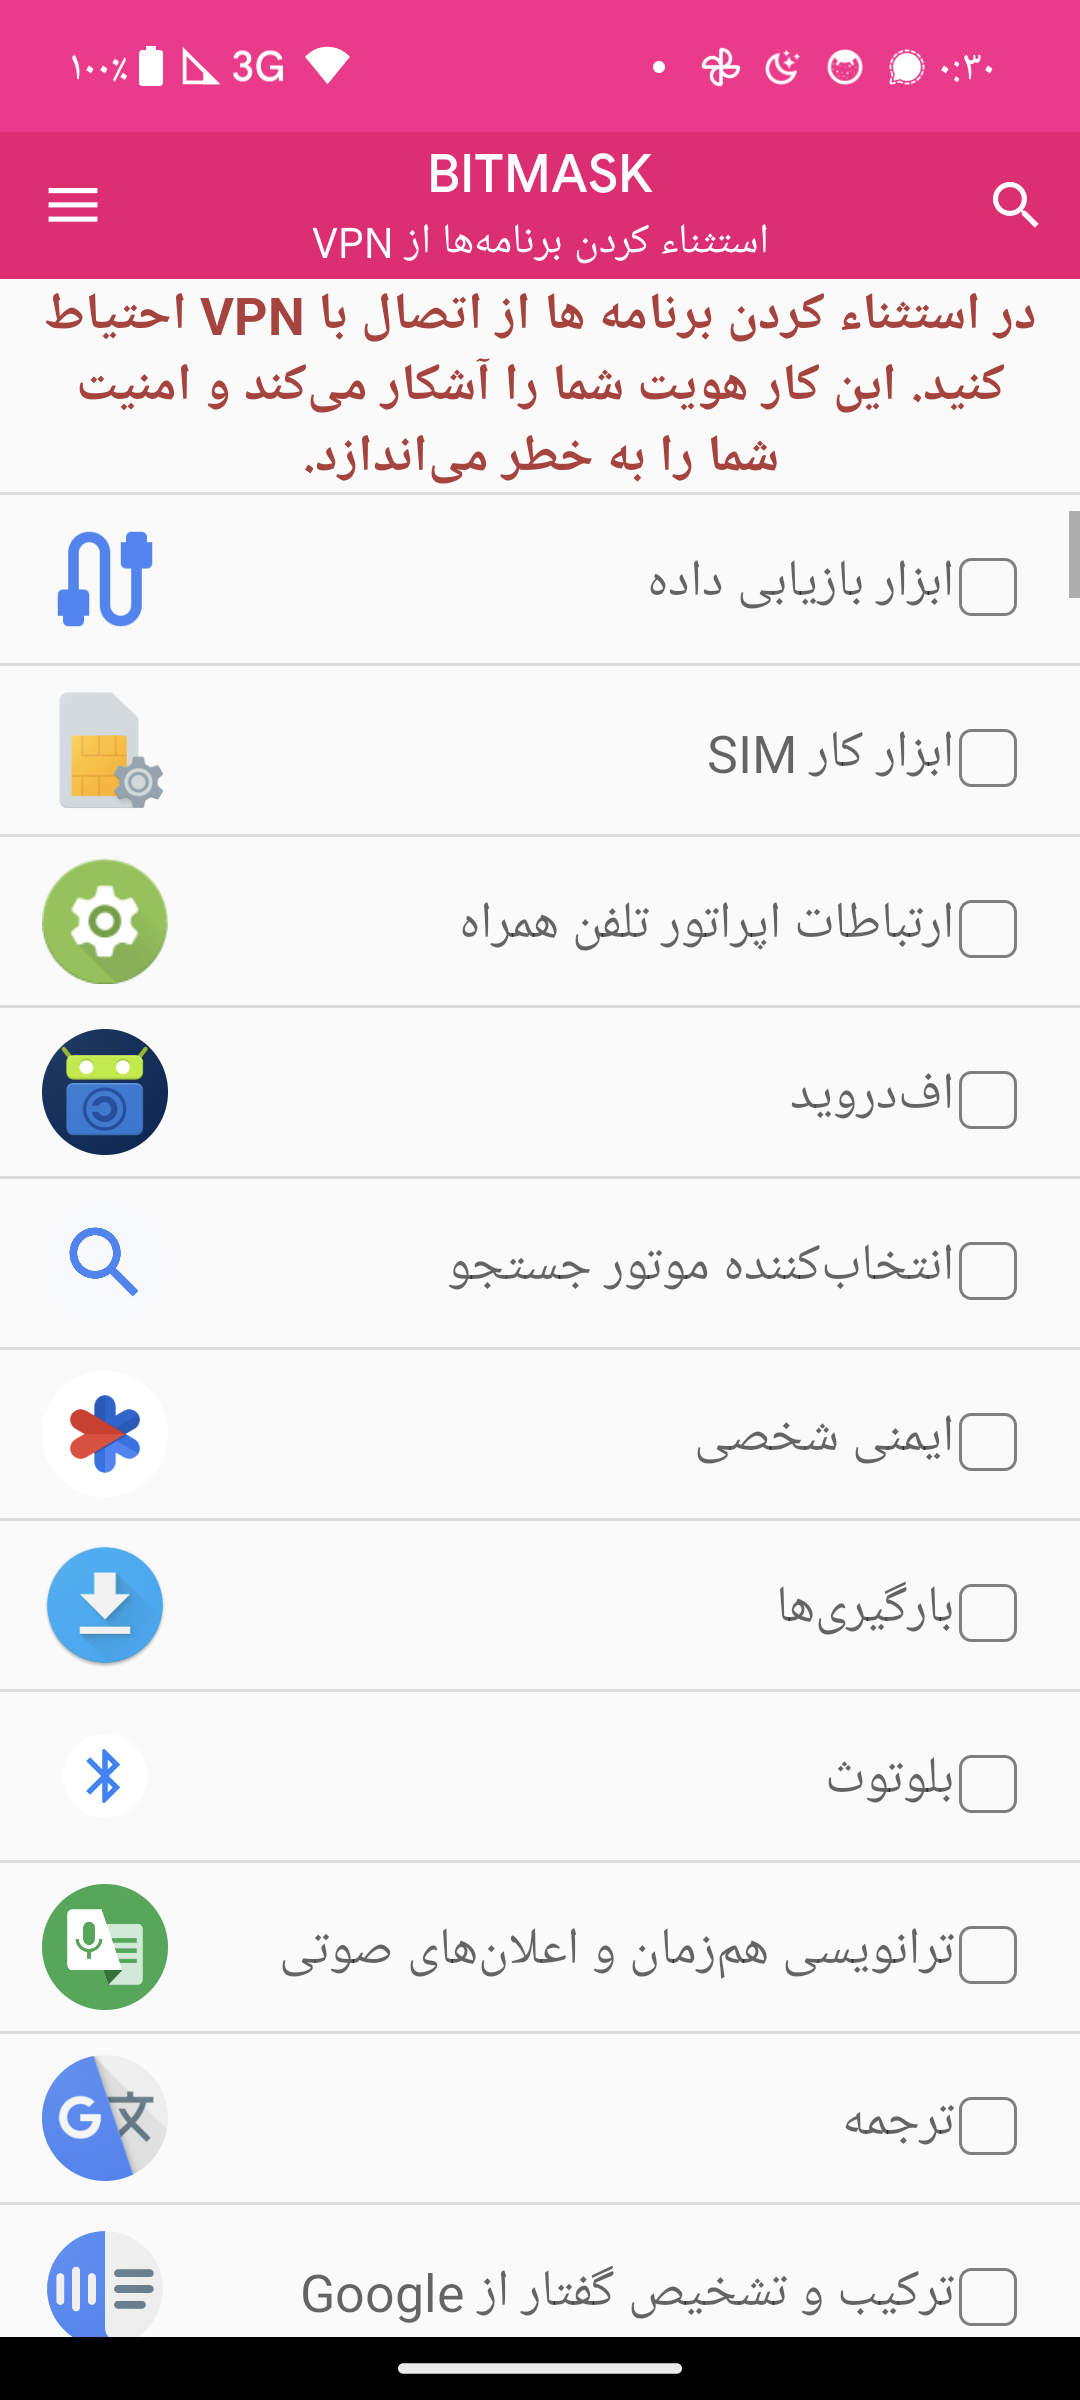 ۱۰۰٪ 3G ۰:۳۰
BITMASK
استثناء کردن برنامه‌ها از VPN
در استثناء کردن برنامه ها از اتصال با VPN احتیاط
کنید. این کار هویت شما را آشکار می‌کند و امنیت
شما را به خطر می‌اندازد.
ابزار بازیابی داده
ابزار کار SIM
ارتباطات اپراتور تلفن همراه
اف‌دروید
انتخاب‌کننده موتور جستجو
ایمنی شخصی
بارگیری‌ها
بلوتوث
ترانویسی هم‌زمان و اعلان‌های صوتی
ترجمه
ترکیب و تشخیص گفتار از Google